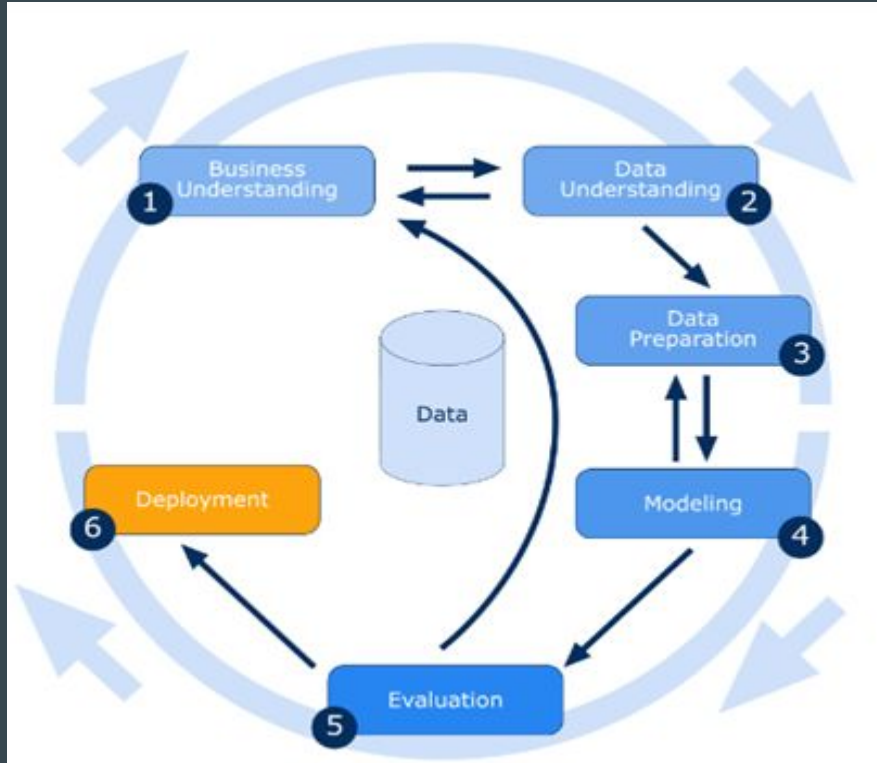 Business
Understanding
1
Data
Understanding
2
Data
Preparation
3
Data
Modeling
4
Deployment
6
Evaluation
5